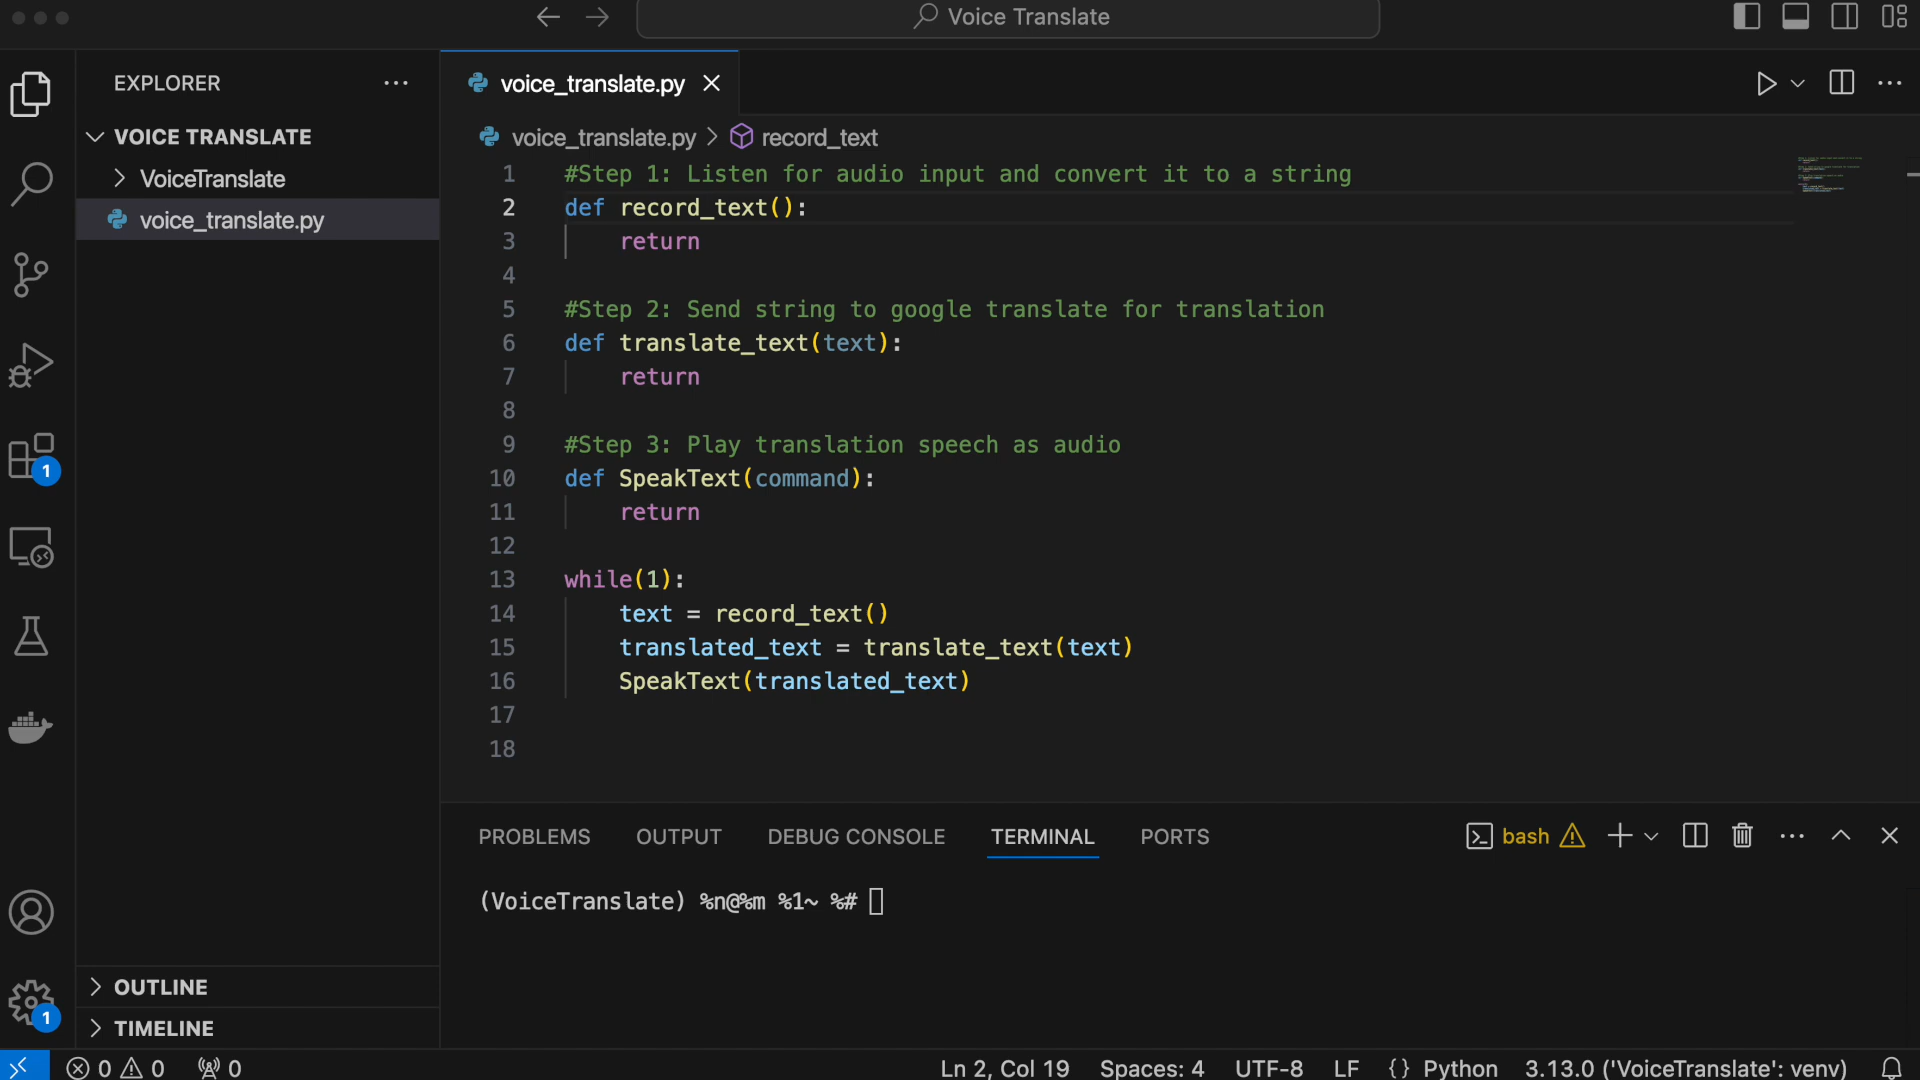 Voice Translate
EXPLORER
VOICE TRANSLATE
VoiceTranslate
voice_translate.py
1
1
OUTLINE
TIMELINE
voice_translate.py
voice_translate.py > record_text
1 #Step 1: Listen for audio input and convert it to a string
2 def record_text():
3     return
4
5 #Step 2: Send string to google translate for translation
6 def translate_text(text):
7     return
8
9 #Step 3: Play translation speech as audio
10 def SpeakText(command):
11     return
12
13 while(1):
14     text = record_text()
15     translated_text = translate_text(text)
16     SpeakText(translated_text)
17
18
PROBLEMS OUTPUT DEBUG CONSOLE TERMINAL PORTS bash
(VoiceTranslate) %n@%m %1~ %#
0 0 0 Ln 2, Col 19 Spaces: 4 UTF-8 LF {} Python 3.13.0 ('VoiceTranslate': venv)